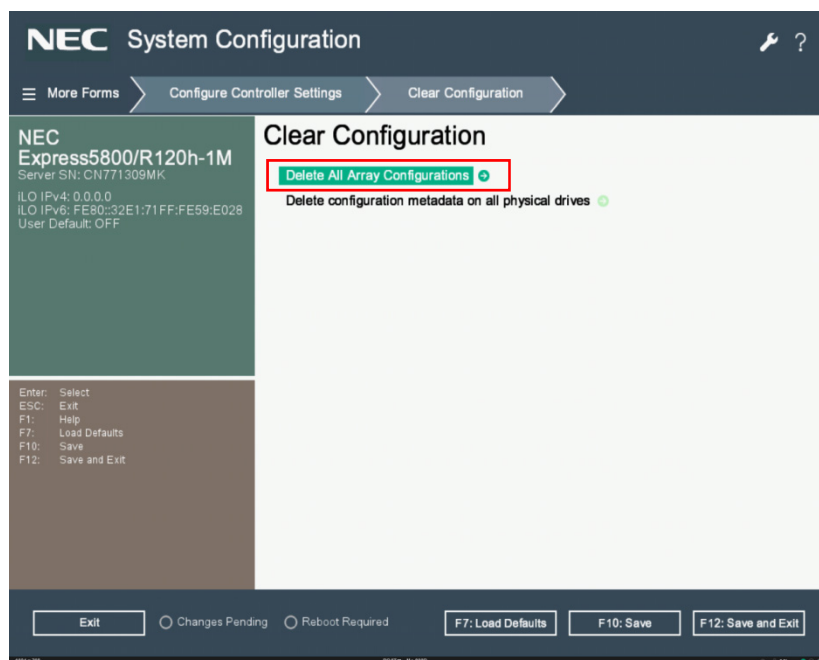 NEC System Configuration
?
More Forms
Configure Controller Settings
Clear Configuration
NEC
Express5800/R120h-1M
Server SN: CN771309MK
iLO IPv4: 0.0.0.0
iLO IPv6: FE80::32E1:71FF:FE59:E028
User Default: OFF
Clear Configuration
Delete All Array Configurations
Delete configuration metadata on all physical drives
Enter: Select
ESC: Exit
F1: Help
F7: Load Defaults
F10: Save
F12: Save and Exit
Exit
Changes Pending
Reboot Required
F7: Load Defaults
F10: Save
F12: Save and Exit